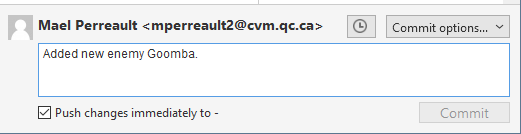 Mael Perreault <mperreault2@cvm.qc.ca> Commit options...
Added new enemy Goomba.
Push changes immediately to - Commit